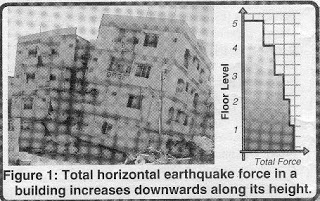 5
4
3
2
1
Floor Level
Total Force
Figure 1: Total horizontal earthquake force in a
building increases downwards along its height.